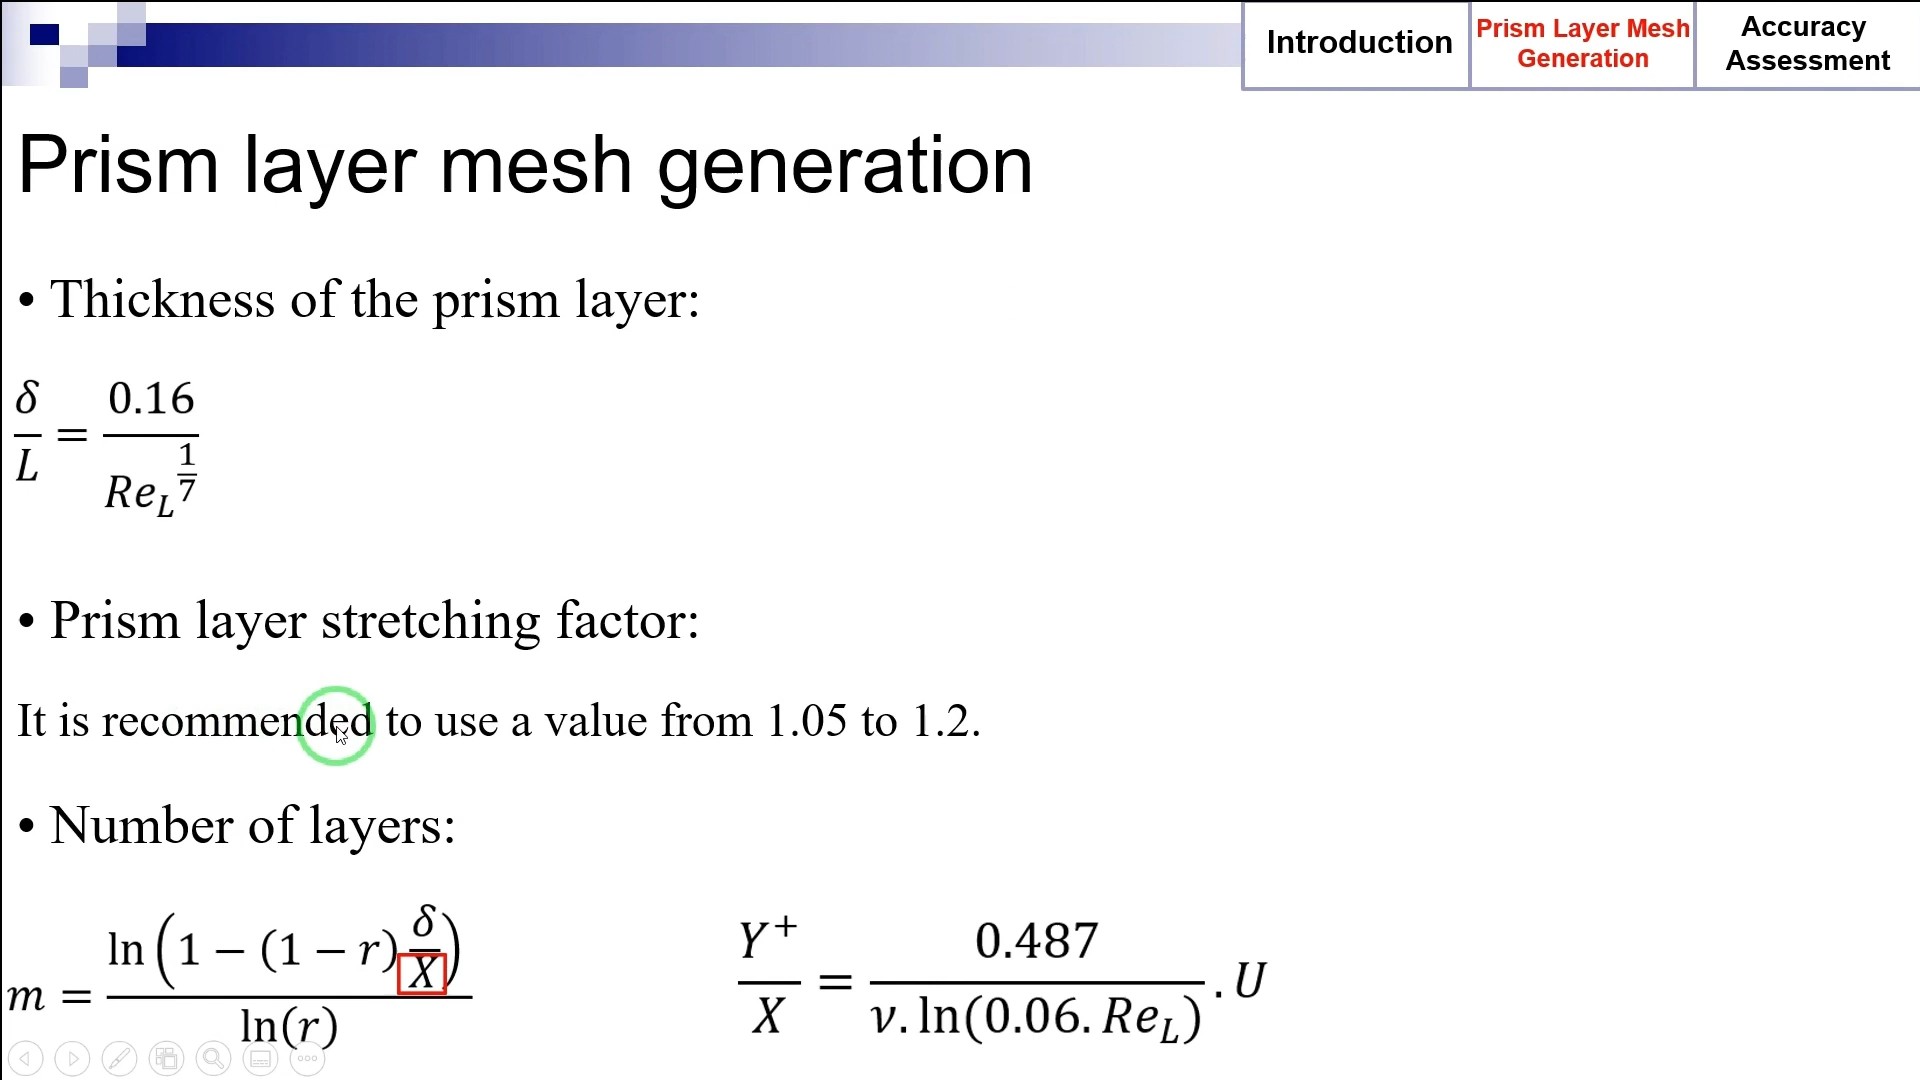 Introduction
Prism Layer Mesh
Generation
Accuracy
Assessment
Prism layer mesh generation
• Thickness of the prism layer:
δ/L = 0.16/Re_L^(1/7)
• Prism layer stretching factor:
It is recommended to use a value from 1.05 to 1.2.
• Number of layers:
m = ln(1 − (1 − r) δ/X)/ln(r)
Y⁺/X = 0.487/(ν. ln(0.06. Re_L)) . U